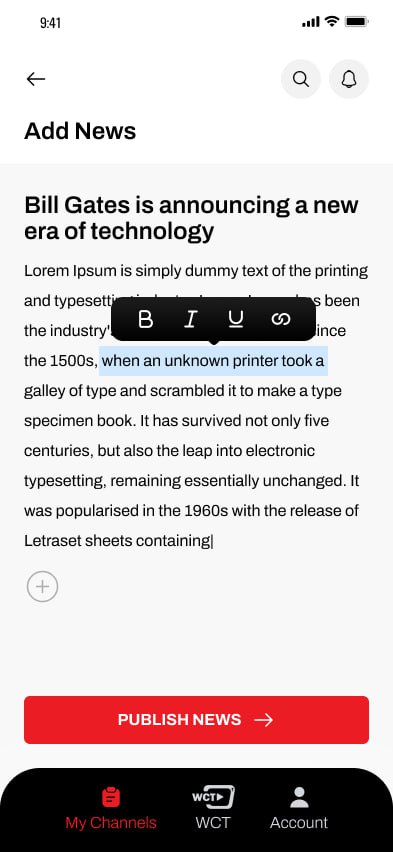 9:41
Add News
Bill Gates is announcing a new
era of technology
Lorem Ipsum is simply dummy text of the printing
and been
the industry'
the 1500s, when an unknown printer took a
galley of type and scrambled it to make a type
specimen book. It has survived not only five
centuries, but also the leap into electronic
typesetting, remaining essentially unchanged. It
was popularised in the 1960s with the release of
Letraset sheets containing
B I U
PUBLISH NEWS
WCT
My Channels WCT Account